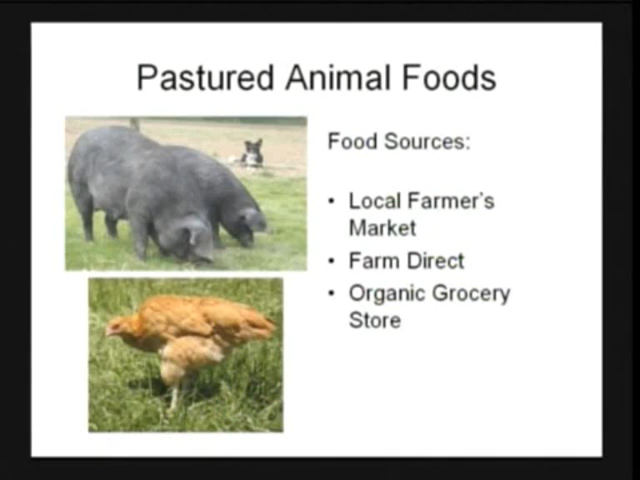 Pastured Animal Foods
Food Sources:
• Local Farmer's
Market
• Farm Direct
• Organic Grocery
Store